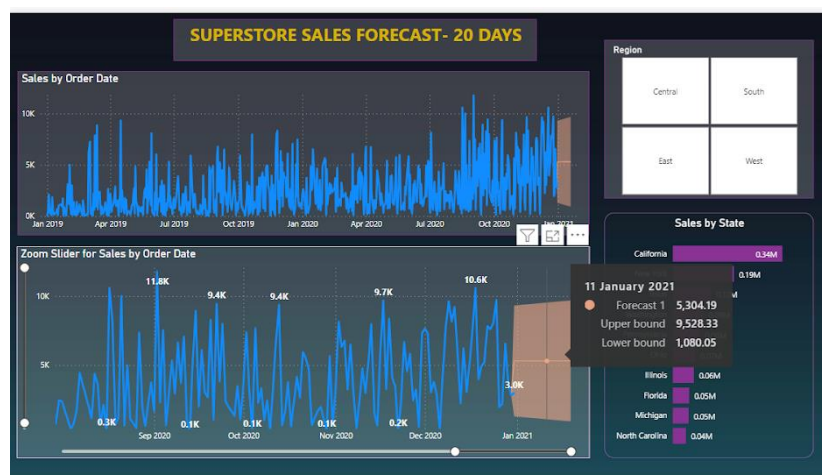 SUPERSTORE SALES FORECAST- 20 DAYS
Sales by Order Date
10K
5K
0K
Jan 2019 Apr 2019 Jul 2019 Oct 2019 Jan 2020 Apr 2020 Jul 2020 Oct 2020 Jan 2021
Zoom Slider for Sales by Order Date
11.8K 9.4K 9.4K 9.7K 10.6K
10K
5K
3.0K
0.3K 0.1K 0.1K 0.1K 0.2K
Sep 2020 Oct 2020 Nov 2020 Dec 2020 Jan 2021
Region
Central South
East West
Sales by State
California 0.34M
0.19M
11 January 2021
Forecast 1 5,304.19
Upper bound 9,528.33
Lower bound 1,080.05
Illinois 0.06M
Florida 0.05M
Michigan 0.05M
North Carolina 0.04M